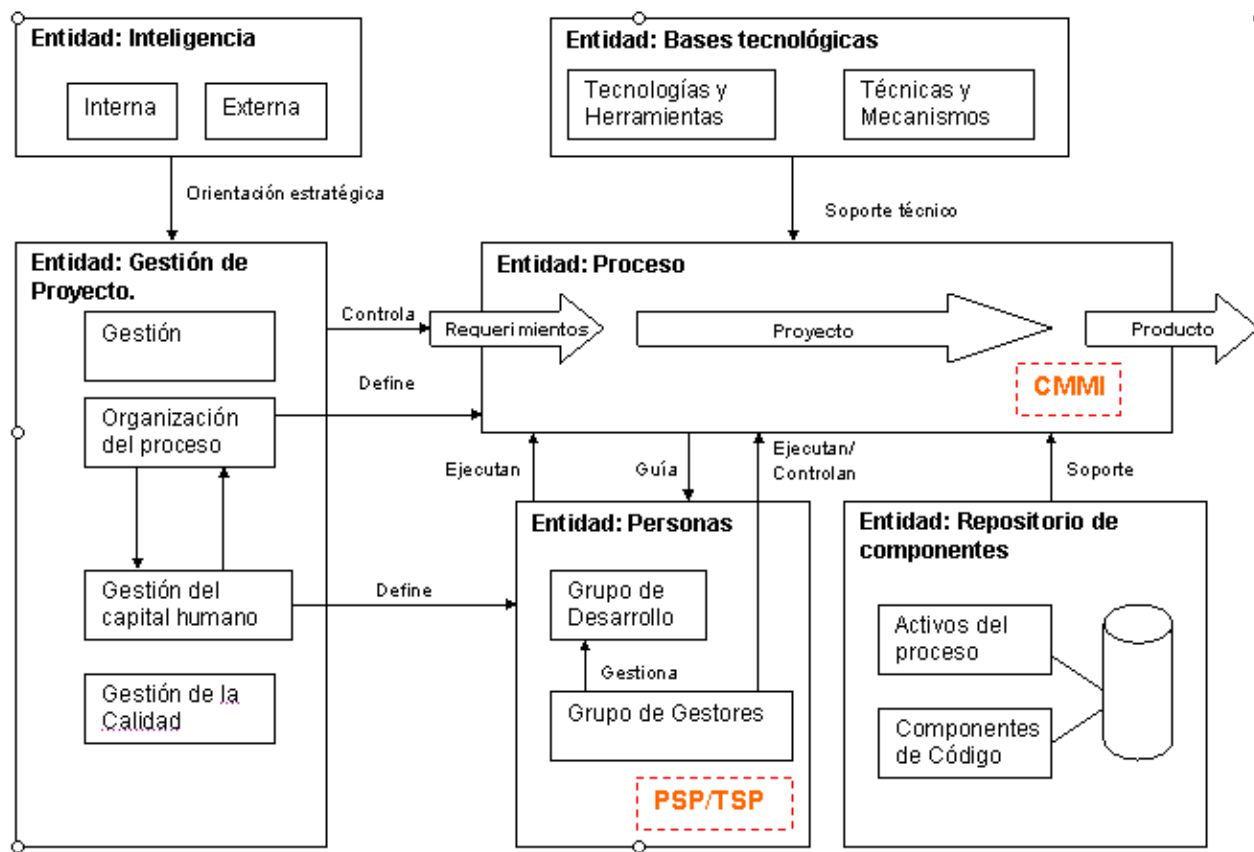 Entidad: Inteligencia
Interna
Externa
Entidad: Bases tecnológicas
Tecnologías y
Herramientas
Técnicas y
Mecanismos
Orientación estratégica
Soporte técnico
Entidad: Gestión de
Proyecto.
Gestión
Organización
del proceso
Gestión del
capital humano
Gestión de la
Calidad
Controla
Define
Define
Entidad: Proceso
Requerimientos
Proyecto
Producto
CMMI
Ejecutan
Guía
Ejecutan/
Controlan
Soporte
Entidad: Personas
Grupo de
Desarrollo
Gestiona
Grupo de Gestores
PSP/TSP
Entidad: Repositorio de
componentes
Activos del
proceso
Componentes
de Código